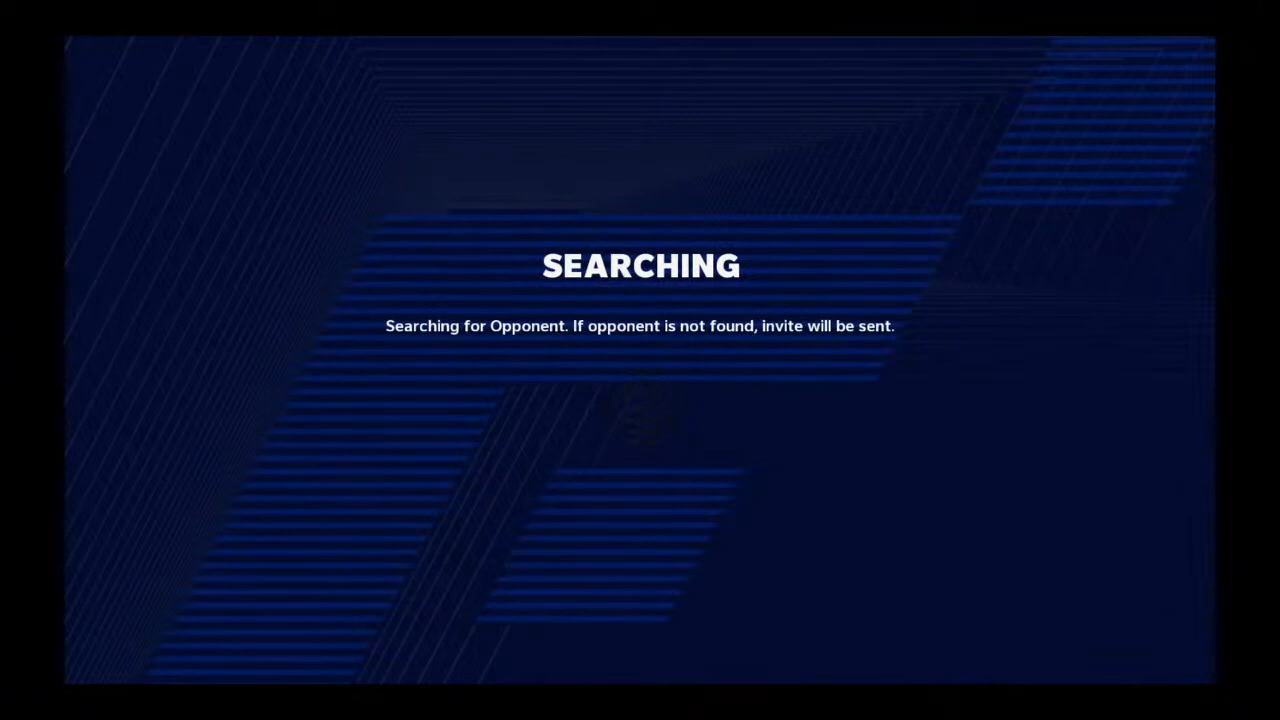 SEARCHING
Searching for Opponent. If opponent is not found, invite will be sent.